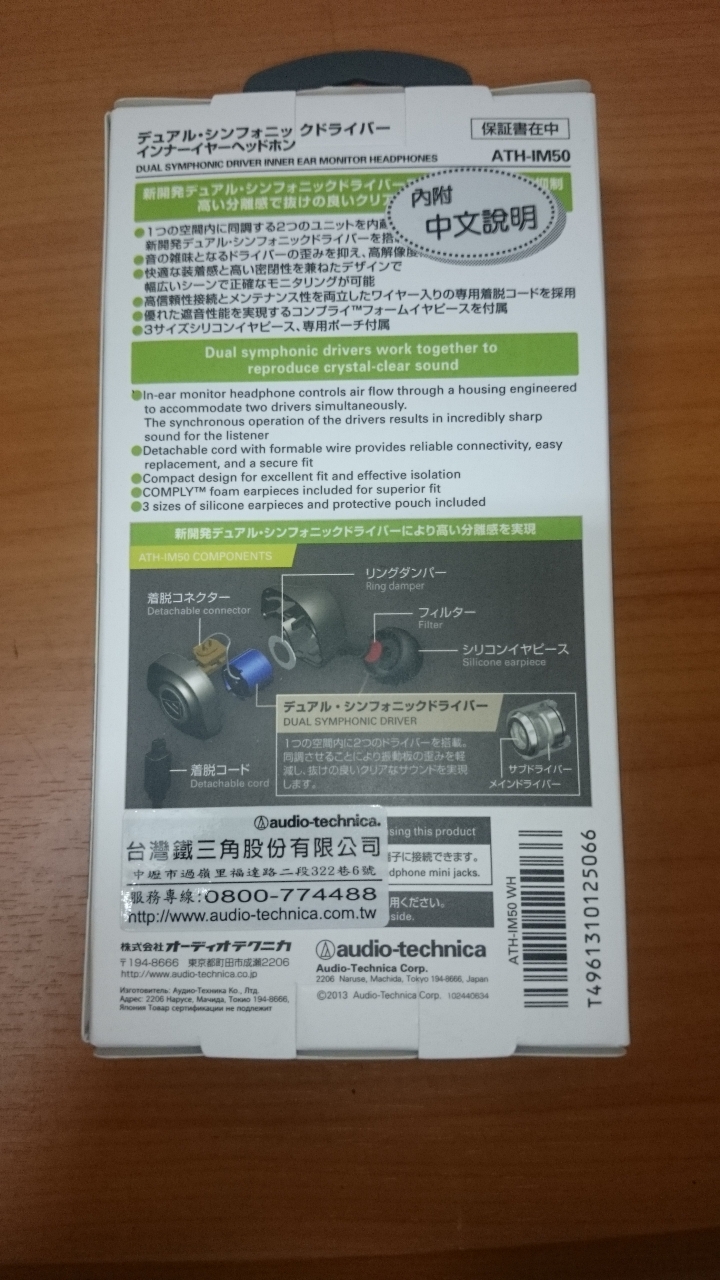 デュアル・シンフォニックドライバー
インナーイヤーヘッドホン
DUAL SYMPHONIC DRIVER INNER EAR MONITOR HEADPHONES
保証書在中
ATH-IM50
新開発デュアル・シンフォニックドライバー
抑制
高い分離感で抜けの良いクリア
內附
中文說明
●1つの空間内に同調する2つのユニットを内蔵
新開発デュアル・シンフォニックドライバーを搭
●音の雑味となるドライバーの歪みを抑え、高解像度
●快適な装着感と高い密閉性を兼ねたデザインで
幅広いシーンで正確なモニタリングが可能
●高信頼性接続とメンテナンス性を両立したワイヤー入りの専用着脱コードを採用
●優れた遮音性能を実現するコンプライ™フォームイヤピースを付属
●3サイズシリコンイヤピース、専用ポーチ付属
Dual symphonic drivers work together to
reproduce crystal-clear sound
●In-ear monitor headphone controls air flow through a housing engineered
to accommodate two drivers simultaneously.
The synchronous operation of the drivers results in incredibly sharp
sound for the listener
●Detachable cord with formable wire provides reliable connectivity, easy
replacement, and a secure fit
●Compact design for excellent fit and effective isolation
●COMPLY™ foam earpieces included for superior fit
●3 sizes of silicone earpieces and protective pouch included
新開発デュアル・シンフォニックドライバーにより高い分離感を実現
ATH-IM50 COMPONENTS
リングダンパー
Ring damper
着脱コネクター
Detachable connector
フィルター
Filter
シリコンイヤピース
Silicone earpiece
デュアル・シンフォニックドライバー
DUAL SYMPHONIC DRIVER
1つの空間内に2つのドライバーを搭載。
同調させることにより振動板の歪みを軽
減し、抜けの良いクリアなサウンドを実現
します。
サブドライバー
メインドライバー
着脱コード
Detachable cord
audio-technica.
台灣鐵三角股份有限公司
中壢市過嶺里福達路二段322巷6號
服務專線:0800-774488
http://www.audio-technica.com.tw
using this product
端子に接続できます。
dphone mini jacks.
用ください。
side.
株式会社オーディオテクニカ
〒194-8666 東京都町田市成瀬2206
http://www.audio-technica.co.jp
Изготовитель: Аудио-Техника Ко., Лтд.
Адрес: 2206 Нарусе, Мачида, Токио 194-8666,
Япония Товар сертификации не подлежит
audio-technica
Audio-Technica Corp.
2206 Naruse, Machida, Tokyo 194-8666, Japan
©2013 Audio-Technica Corp. 102440634
ATH-IM50 WH
T4961310125066